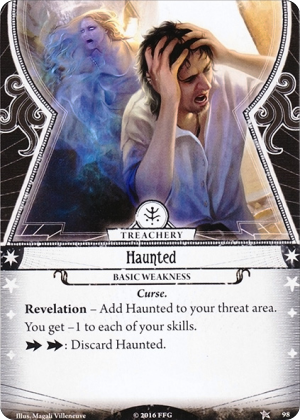 TREACHERY
Haunted
BASIC WEAKNESS
Curse.
Revelation – Add Haunted to your threat area.
You get –1 to each of your skills.
: Discard Haunted.
Illus. Magali Villeneuve
© 2016 FFG
98